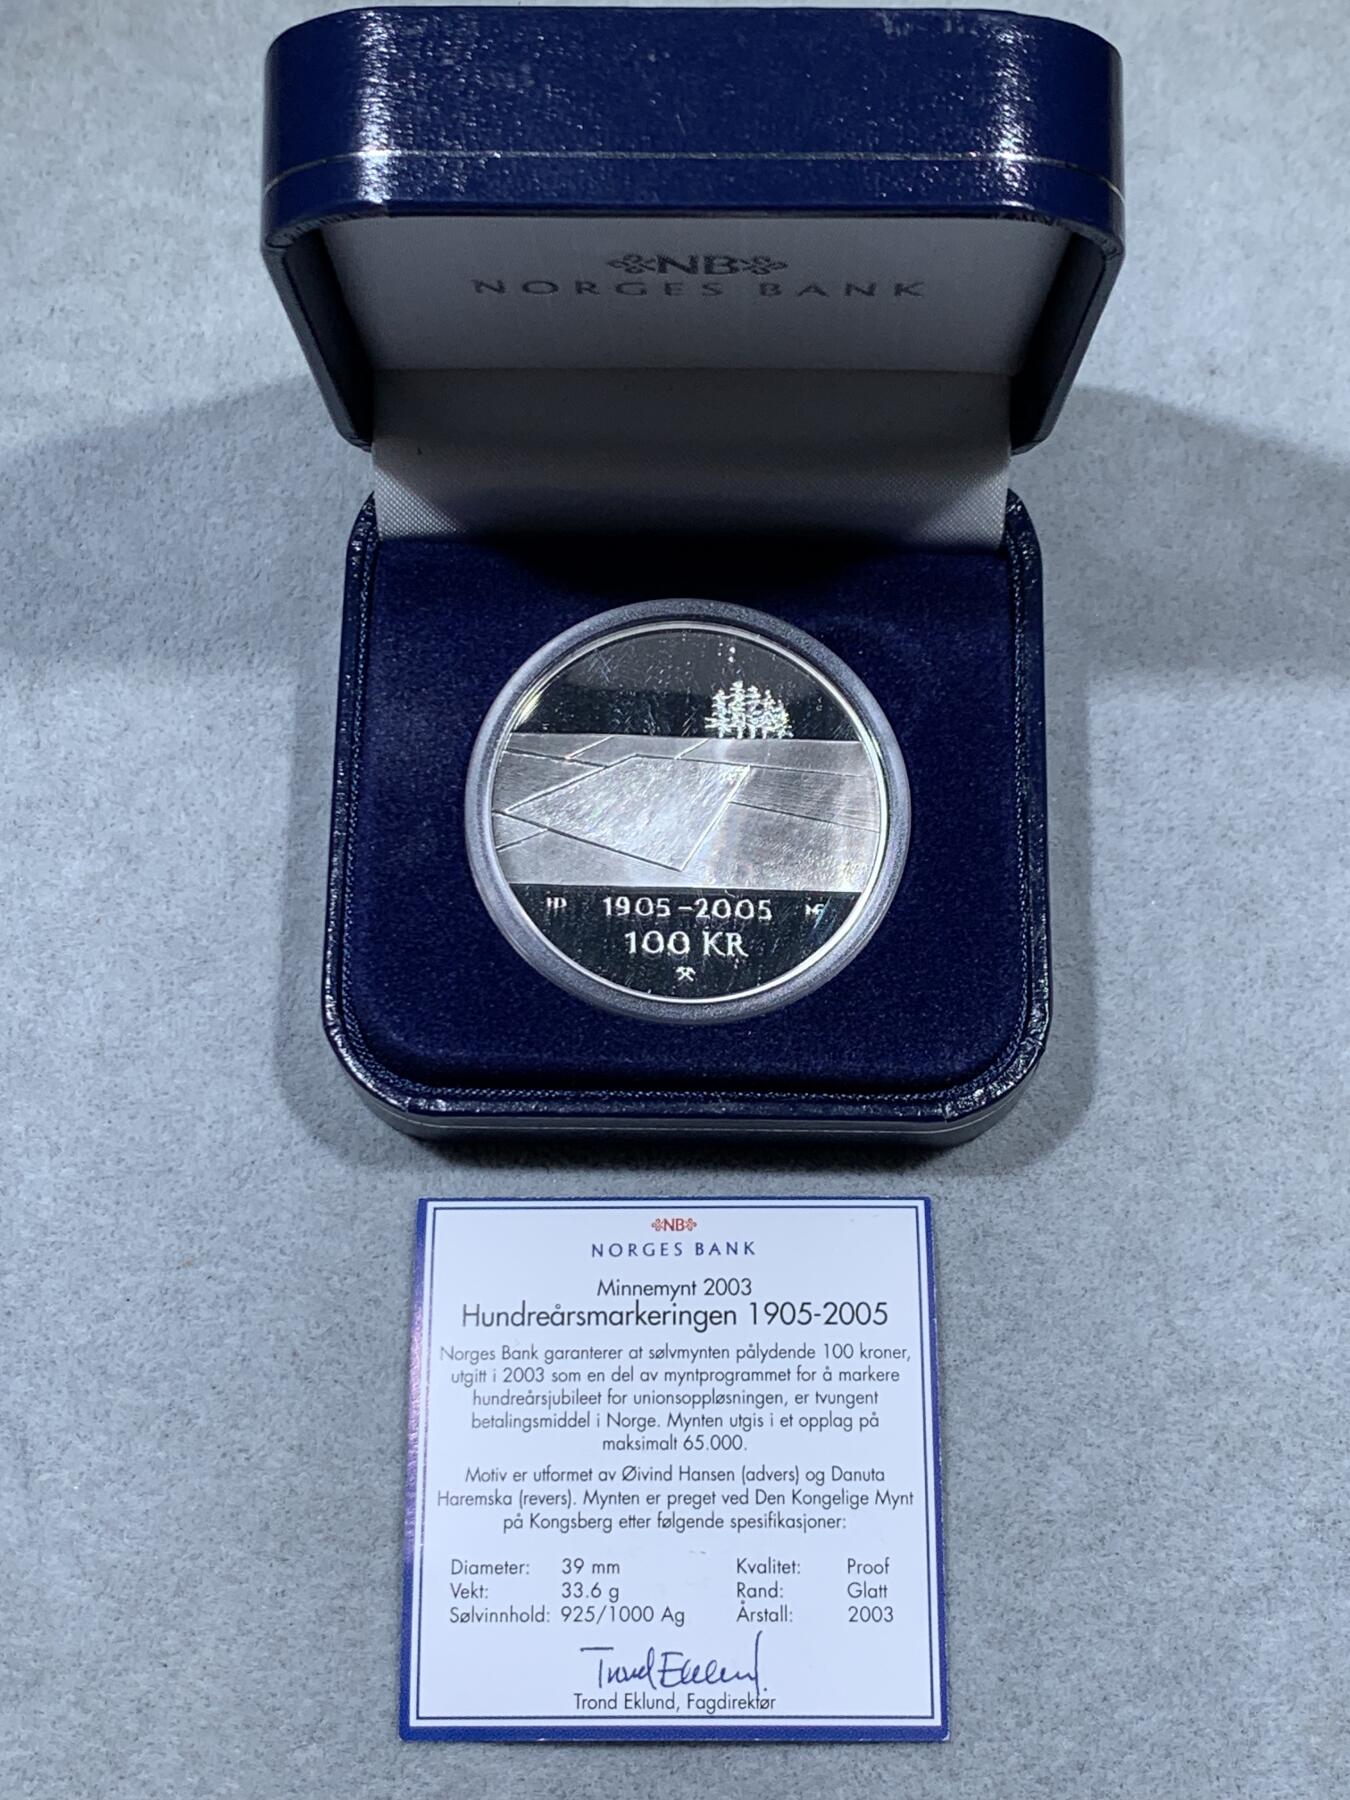 NB
NORGES BANK
1905-2005
100 KR
NB
NORGES BANK
Minnemynt 2003
Hundreårsmarkeringen 1905-2005
Norges Bank garanterer at sølvmynten pålydende 100 kroner,
utgitt i 2003 som en del av myntprogrammet for å markere
hundreårsjubileet for unionsoppløsningen, er tvungent
betalingsmiddel i Norge. Mynten utgis i et opplag på
maksimalt 65.000.
Motiv er utformet av Øivind Hansen (advers) og Danuta
Haremska (revers). Mynten er preget ved Den Kongelige Mynt
på Kongsberg etter følgende spesifikasjoner:
Diameter: 39 mm Kvalitet: Proof
Vekt: 33.6 g Rand: Glatt
Sølvinnhold: 925/1000 Ag Årstall: 2003
Trond Eklund
Trond Eklund, Fagdirektør